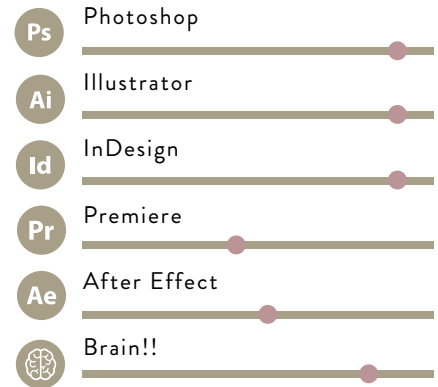 Ps Photoshop
Ai Illustrator
Id InDesign
Pr Premiere
Ae After Effect
Brain!!